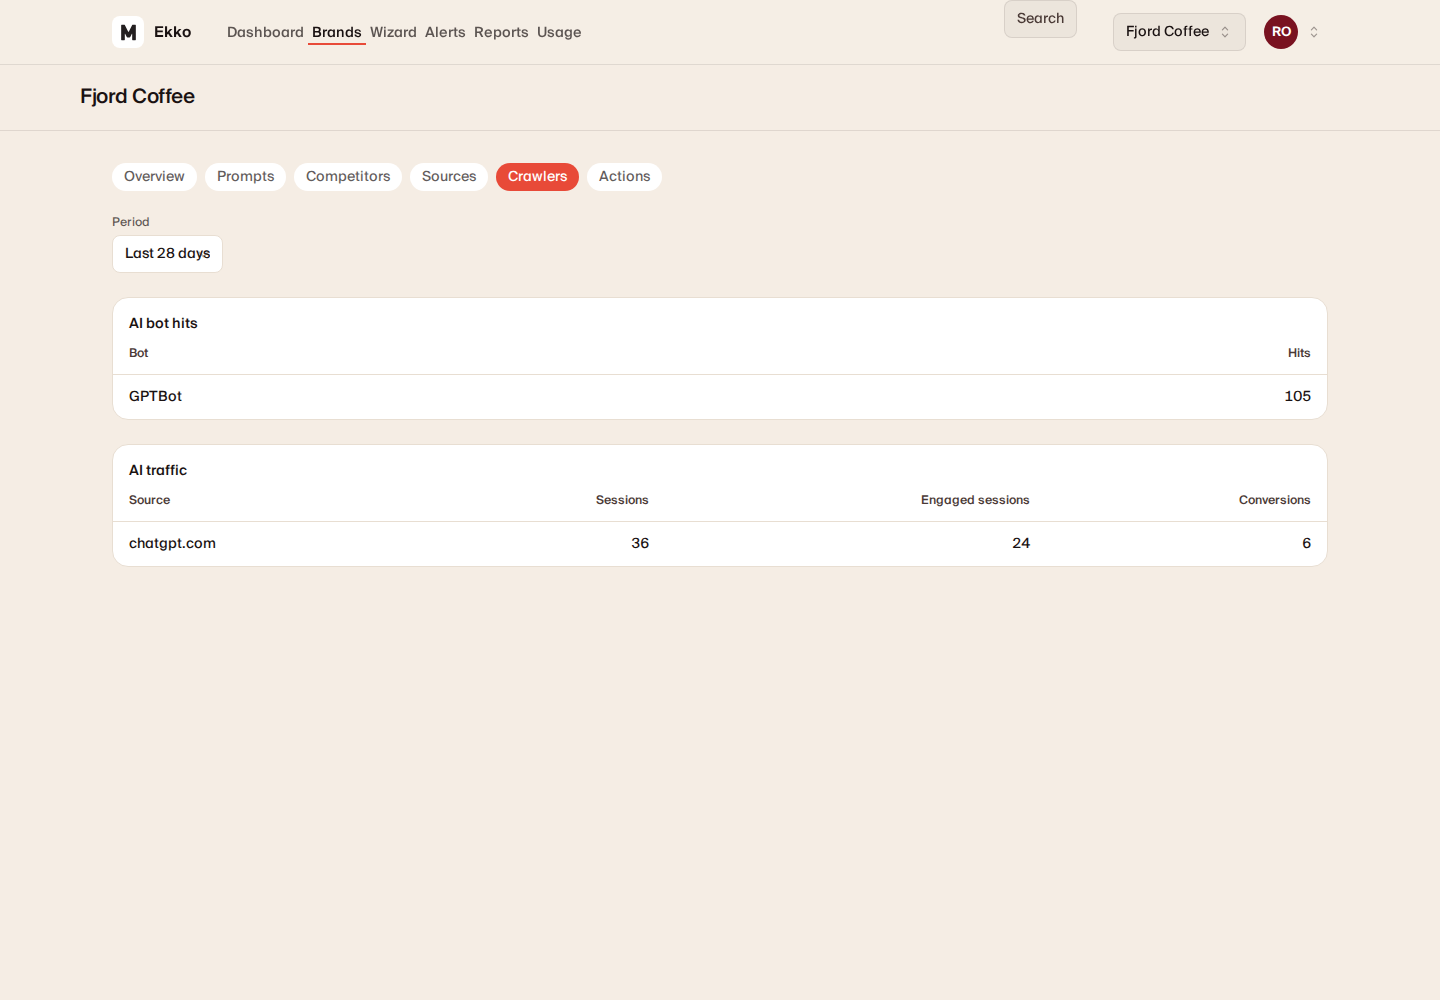 M Ekko Dashboard Brands Wizard Alerts Reports Usage Search Fjord Coffee RO
Fjord Coffee
Overview Prompts Competitors Sources Crawlers Actions
Period
Last 28 days
AI bot hits
Bot Hits
GPTBot 105
AI traffic
Source Sessions Engaged sessions Conversions
chatgpt.com 36 24 6